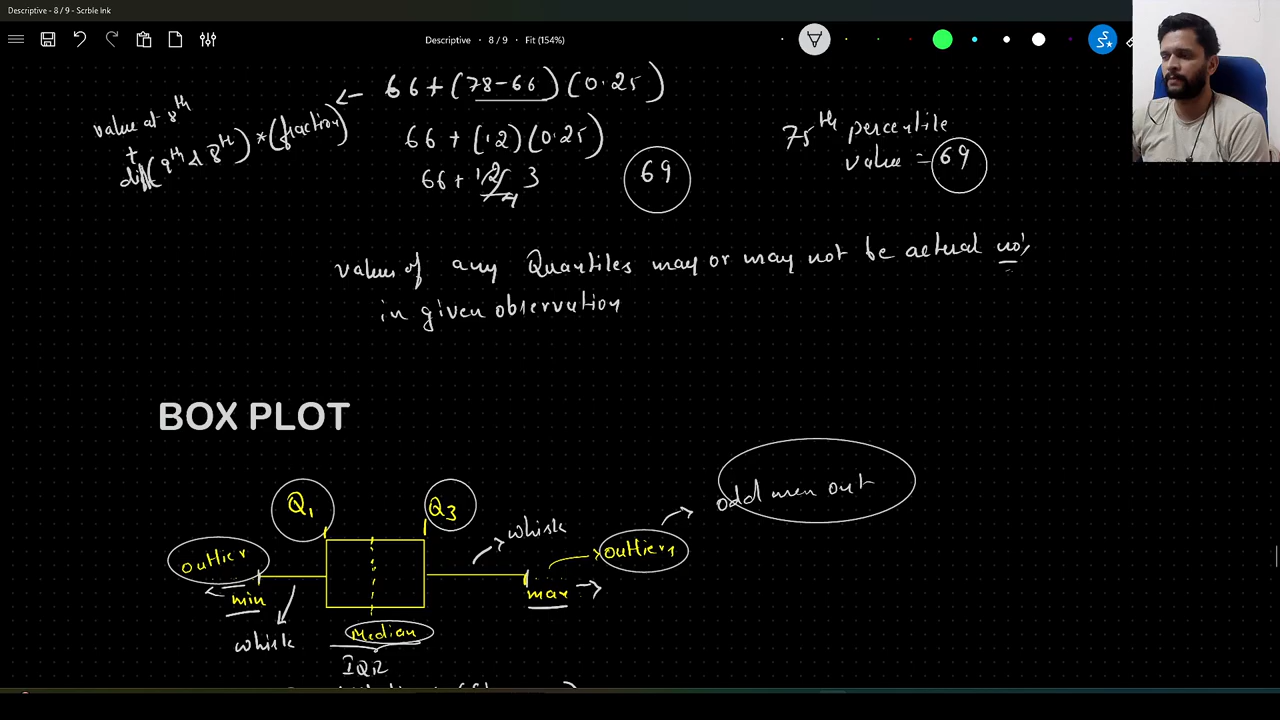 Descriptive - 8 / 9 - Scrble Ink
Descriptive • 8 / 9 • Fit (154%)
66 + (78-66) (0.25)
value at 8th
+
diff(9th & 8th) * (fraction)
66 + (12) (0.25)
66 + 3
69
75th percentile
value = 69
values of any Quantiles may or may not be actual no's
in given observation
BOX PLOT
Q1
Q3
odd men out
whisk
outlier
outliers
min
max
whisk
Median
IQR